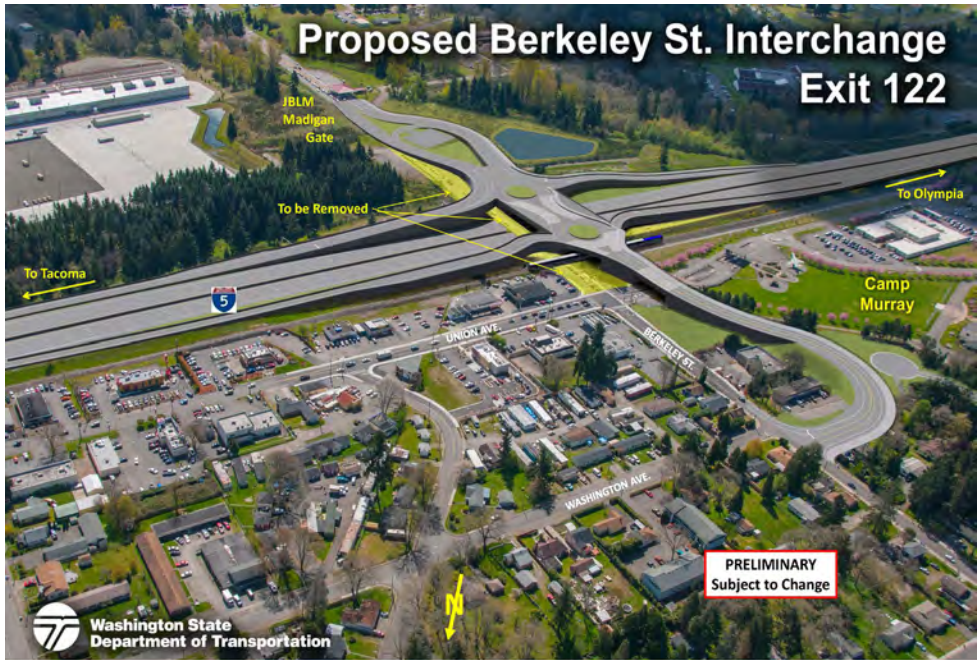 Proposed Berkeley St. Interchange
Exit 122
JBLM
Madigan
Gate
To be Removed
To Olympia
To Tacoma
5
Camp
Murray
UNION AVE.
BERKELEY ST.
WASHINGTON AVE.
PRELIMINARY
Subject to Change
N
Washington State
Department of Transportation